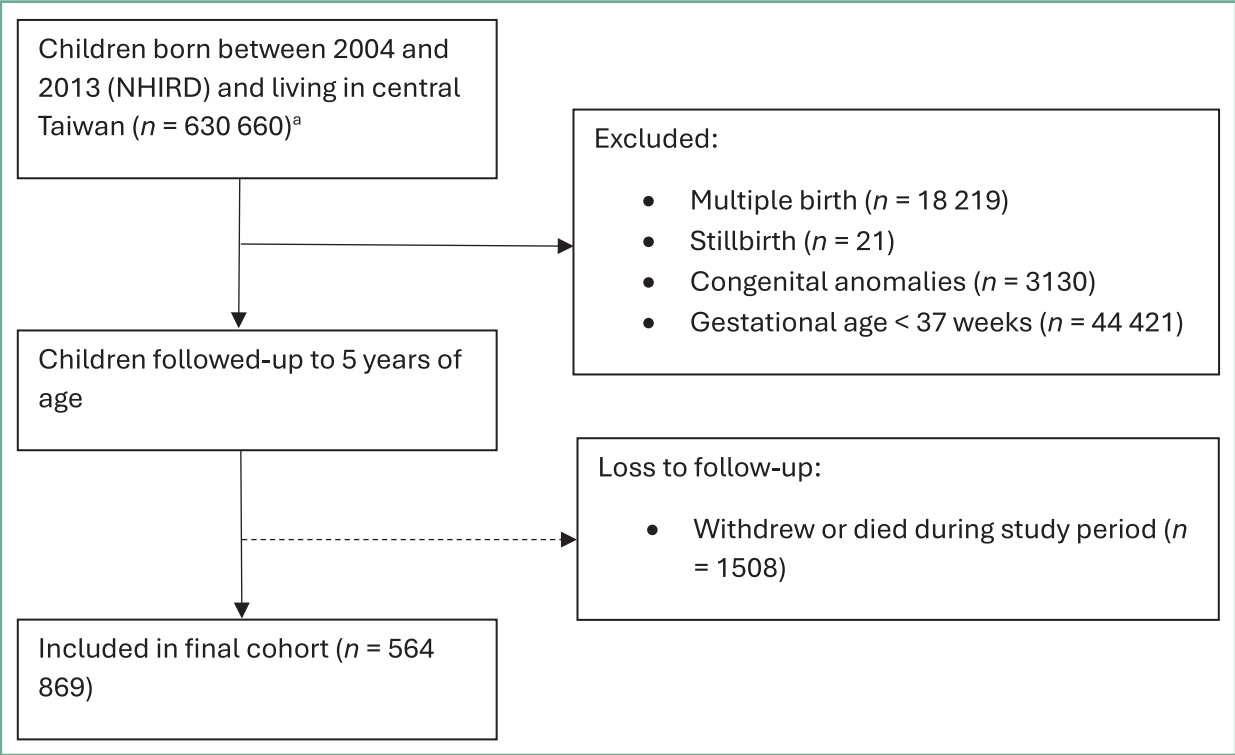 Children born between 2004 and
2013 (NHIRD) and living in central
Taiwan (n = 630 660)ᵃ
Excluded:
• Multiple birth (n = 18 219)
• Stillbirth (n = 21)
• Congenital anomalies (n = 3130)
• Gestational age < 37 weeks (n = 44 421)
Children followed-up to 5 years of
age
Loss to follow-up:
• Withdrew or died during study period (n
= 1508)
Included in final cohort (n = 564
869)